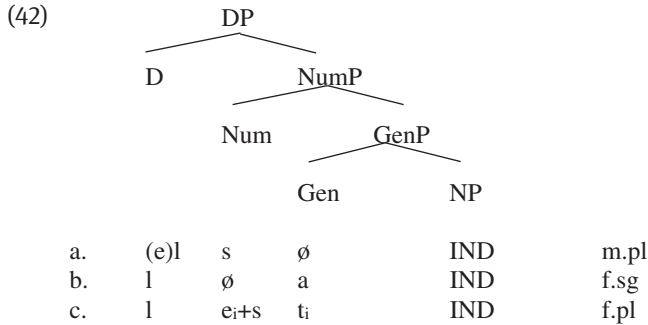 (42) DP
D NumP
Num GenP
Gen NP
a. (e)l s ø IND m.pl
b. l ø a IND f.sg
c. l eᵢ+s tᵢ IND f.pl